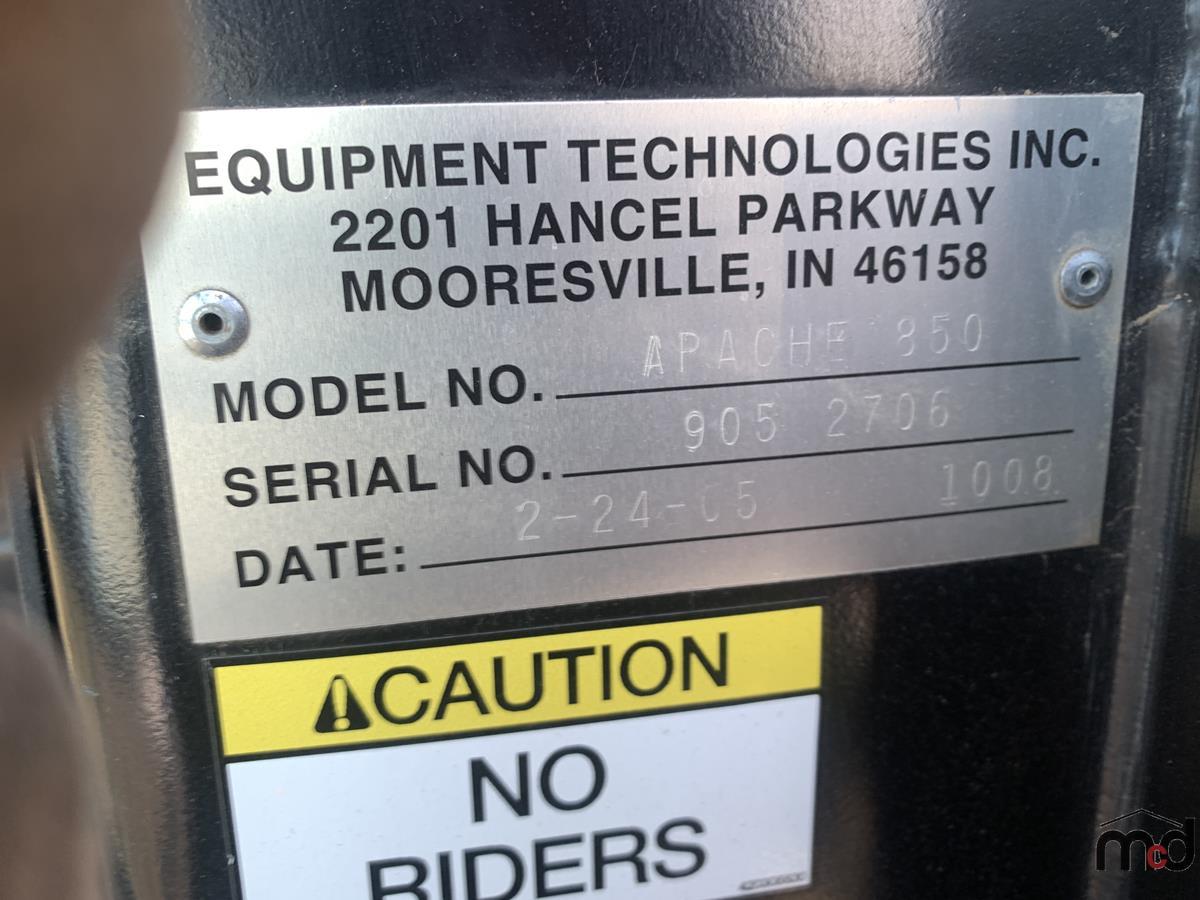 EQUIPMENT TECHNOLOGIES INC.
2201 HANCEL PARKWAY
MOORESVILLE, IN 46158
MODEL NO. APACHE 850
SERIAL NO. 905 2706
DATE: 2-24-05 1008
CAUTION
NO
RIDERS
mcd